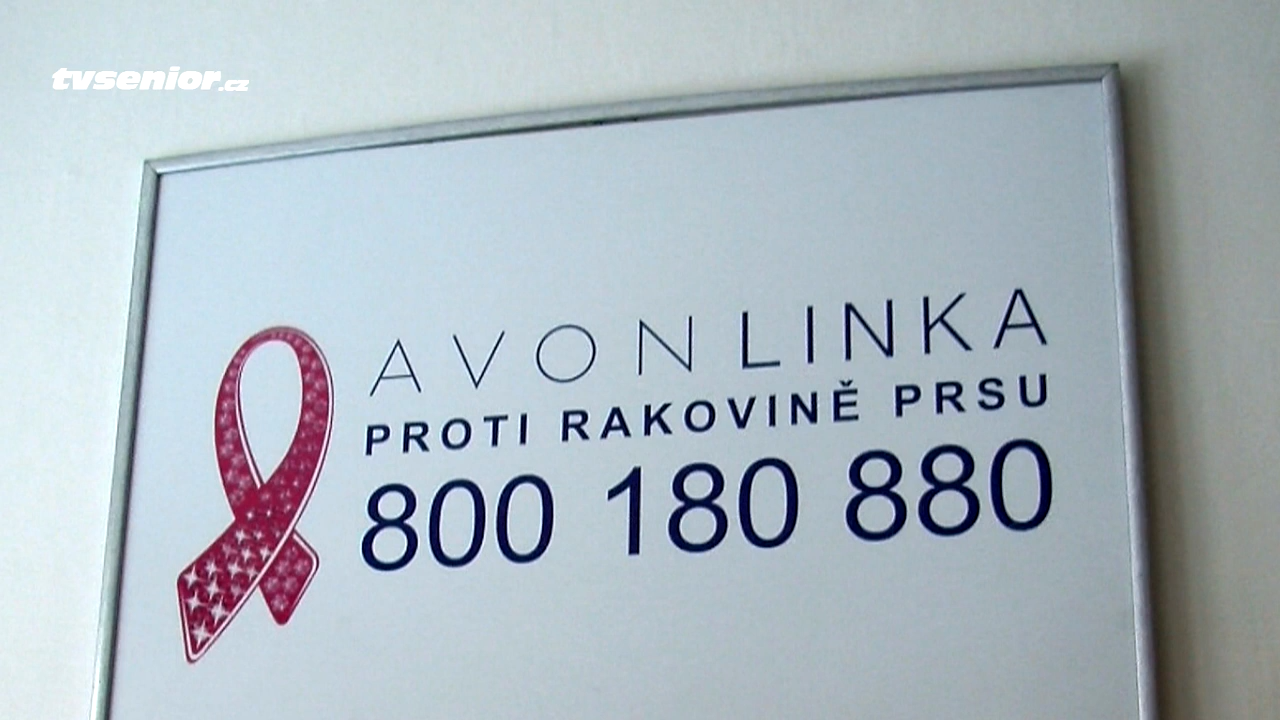 tvsenior.cz
AVON LINKA
PROTI RAKOVINĚ PRSU
800 180 880